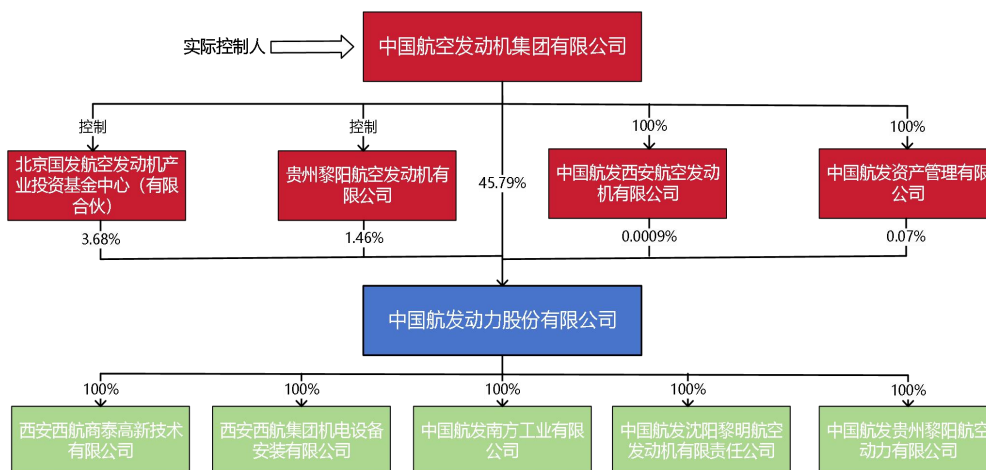 实际控制人
中国航空发动机集团有限公司
控制
控制
100%
100%
北京国发航空发动机产
业投资基金中心（有限
合伙）
贵州黎阳航空发动机有
限公司
45.79%
中国航发西安航空发动
机有限公司
中国航发资产管理有限
公司
3.68%
1.46%
0.0009%
0.07%
中国航发动力股份有限公司
100%
100%
100%
100%
100%
西安西航商泰高新技术
有限公司
西安西航集团机电设备
安装有限公司
中国航发南方工业有限
公司
中国航发沈阳黎明航空
发动机有限责任公司
中国航发贵州黎阳航空
动力有限公司